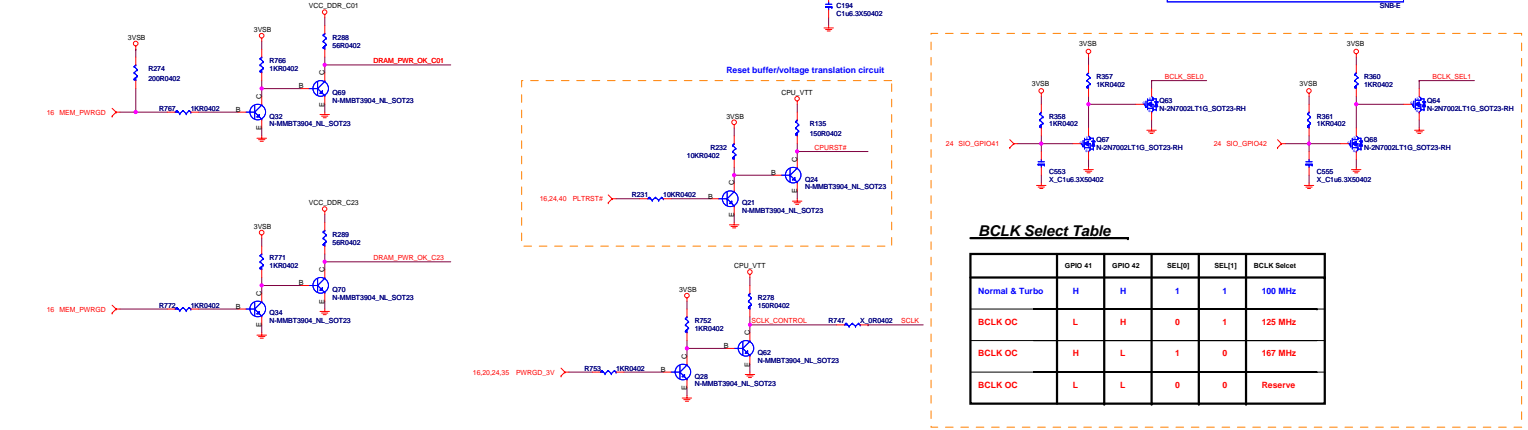 VCC_DDR_C01
3VSB
3VSB
R274
200R0402
R766
1KR0402
R288
56R0402
DRAM_PWR_OK_C01
16 MEM_PWRGD
R767
1KR0402
B
C
E
Q32
N-MMBT3904_NL_SOT23
B
C
E
Q69
N-MMBT3904_NL_SOT23
VCC_DDR_C23
3VSB
R771
1KR0402
R289
56R0402
DRAM_PWR_OK_C23
16 MEM_PWRGD
R772
1KR0402
B
C
E
Q34
N-MMBT3904_NL_SOT23
B
C
E
Q70
N-MMBT3904_NL_SOT23
C194
C1u6.3X50402
Reset buffer/voltage translation circuit
CPU_VTT
3VSB
R135
150R0402
R232
10KR0402
CPURST#
16,24,40 PLTRST#
R231
10KR0402
B
C
E
Q21
N-MMBT3904_NL_SOT23
B
C
E
Q24
N-MMBT3904_NL_SOT23
CPU_VTT
3VSB
R278
150R0402
R752
1KR0402
SCLK_CONTROL
R747
X_0R0402
SCLK
16,20,24,35 PWRGD_3V
R753
1KR0402
B
C
E
Q28
N-MMBT3904_NL_SOT23
B
C
E
Q62
N-MMBT3904_NL_SOT23
SNB-E
3VSB
3VSB
R357
1KR0402
R358
1KR0402
BCLK_SEL0
Q63
N-2N7002LT1G_SOT23-RH
24 SIO_GPIO41
Q67
N-2N7002LT1G_SOT23-RH
C553
X_C1u6.3X50402
3VSB
3VSB
R360
1KR0402
R361
1KR0402
BCLK_SEL1
Q64
N-2N7002LT1G_SOT23-RH
24 SIO_GPIO42
Q68
N-2N7002LT1G_SOT23-RH
C555
X_C1u6.3X50402
BCLK Select Table
GPIO 41 GPIO 42 SEL[0] SEL[1] BCLK Selcet
Normal & Turbo H H 1 1 100 MHz
BCLK OC L H 0 1 125 MHz
BCLK OC H L 1 0 167 MHz
BCLK OC L L 0 0 Reserve